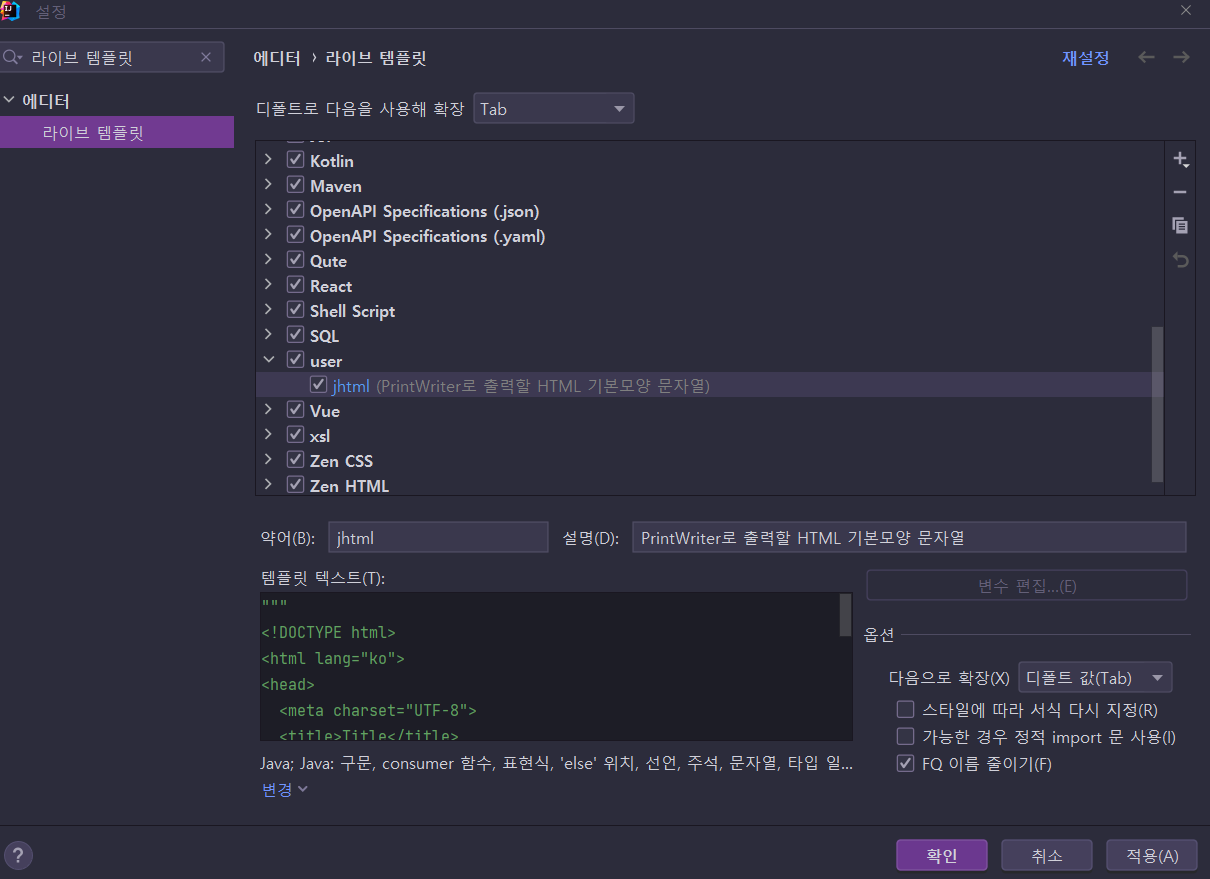 설정
라이브 템플릿
에디터 › 라이브 템플릿
재설정
에디터
라이브 템플릿
디폴트로 다음을 사용해 확장 Tab
Kotlin
Maven
OpenAPI Specifications (.json)
OpenAPI Specifications (.yaml)
Qute
React
Shell Script
SQL
user
jhtml (PrintWriter로 출력할 HTML 기본모양 문자열)
Vue
xsl
Zen CSS
Zen HTML
약어(B): jhtml 설명(D): PrintWriter로 출력할 HTML 기본모양 문자열
템플릿 텍스트(T):
변수 편집...(E)
"""
<!DOCTYPE html>
<html lang="ko">
<head>
<meta charset="UTF-8">
<title>Title</title>
옵션
다음으로 확장(X) 디폴트 값(Tab)
스타일에 따라 서식 다시 지정(R)
가능한 경우 정적 import 문 사용(I)
FQ 이름 줄이기(F)
Java; Java: 구문, consumer 함수, 표현식, 'else' 위치, 선언, 주석, 문자열, 타입 일...
변경
?
확인 취소 적용(A)